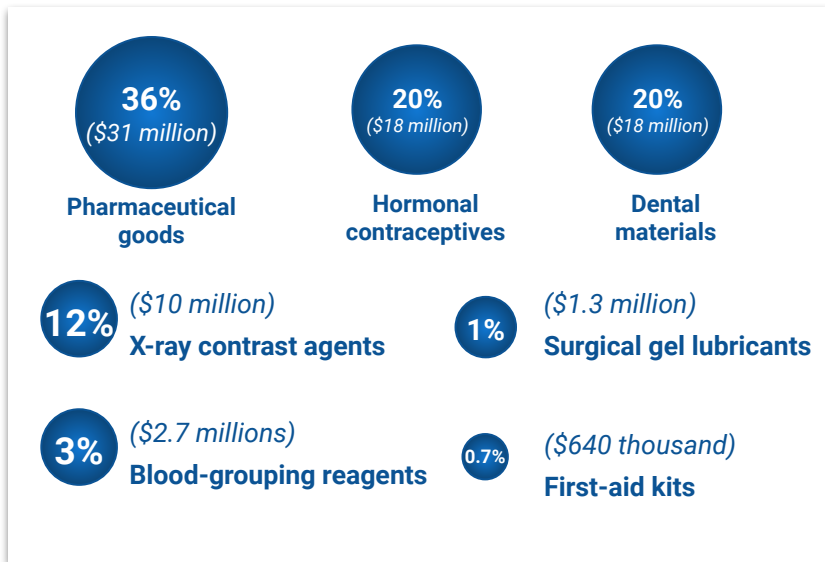 36%
($31 million)
Pharmaceutical
goods
20%
($18 million)
Hormonal
contraceptives
20%
($18 million)
Dental
materials
12%
($10 million)
X-ray contrast agents
1%
($1.3 million)
Surgical gel lubricants
3%
($2.7 millions)
Blood-grouping reagents
0.7%
($640 thousand)
First-aid kits